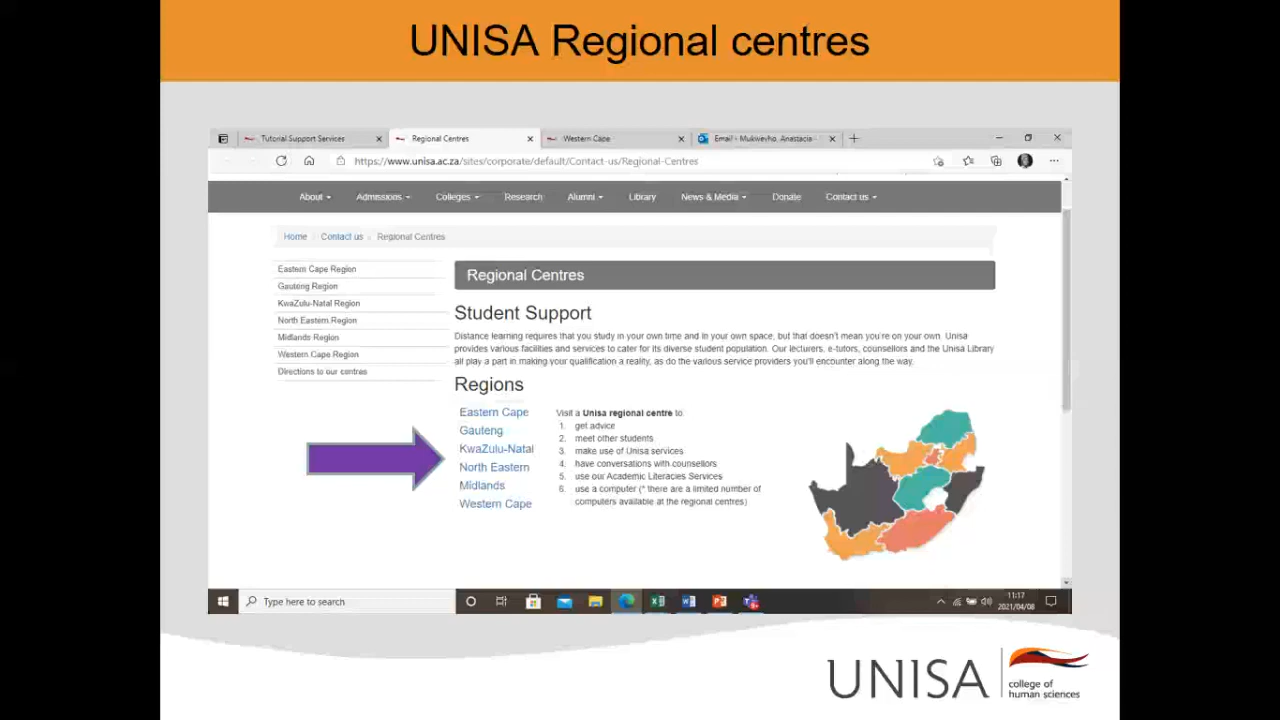 UNISA Regional centres
Tutorial Support Services
Regional Centres
Western Cape
Email - Mukwevho, Anastacia
https://www.unisa.ac.za/sites/corporate/default/Contact-us/Regional-Centres
About Admissions Colleges Research Alumni Library News & Media Donate Contact us
Home / Contact us / Regional Centres
Eastern Cape Region
Gauteng Region
KwaZulu-Natal Region
North Eastern Region
Midlands Region
Western Cape Region
Directions to our centres
Regional Centres
Student Support
Distance learning requires that you study in your own time and in your own space, but that doesn't mean you're on your own. Unisa
provides various facilities and services to cater for its diverse student population. Our lecturers, e-tutors, counsellors and the Unisa Library
all play a part in making your qualification a reality, as do the various service providers you'll encounter along the way.
Regions
Eastern Cape
Gauteng
KwaZulu-Natal
North Eastern
Midlands
Western Cape
Visit a Unisa regional centre to
1. get advice
2. meet other students
3. make use of Unisa services
4. have conversations with counsellors
5. use our Academic Literacies Services
6. use a computer (* there are a limited number of
computers available at the regional centres)
Type here to search
11:17
2021/04/08
UNISA
college of
human sciences